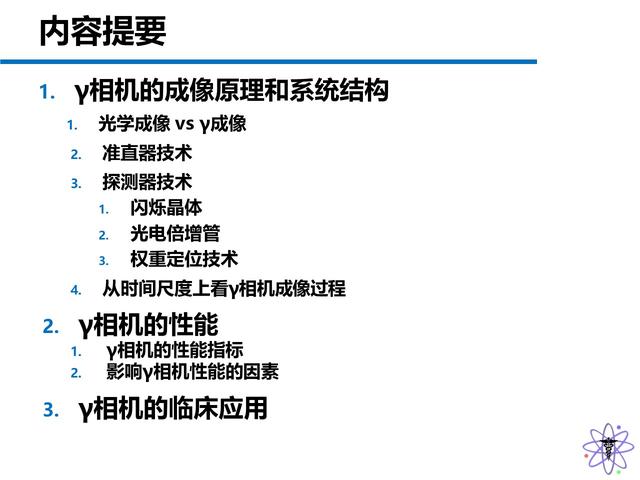 内容提要
1. γ相机的成像原理和系统结构
1. 光学成像 vs γ成像
2. 准直器技术
3. 探测器技术
1. 闪烁晶体
2. 光电倍增管
3. 权重定位技术
4. 从时间尺度上看γ相机成像过程
2. γ相机的性能
1. γ相机的性能指标
2. 影响γ相机性能的因素
3. γ相机的临床应用